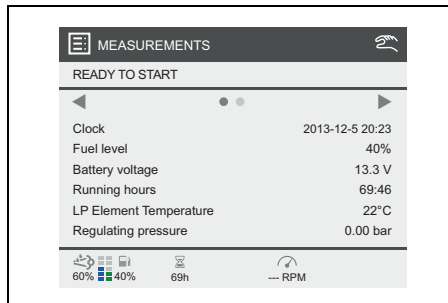 MEASUREMENTS
READY TO START
Clock 2013-12-5 20:23
Fuel level 40%
Battery voltage 13.3 V
Running hours 69:46
LP Element Temperature 22°C
Regulating pressure 0.00 bar
60% 40% 69h --- RPM